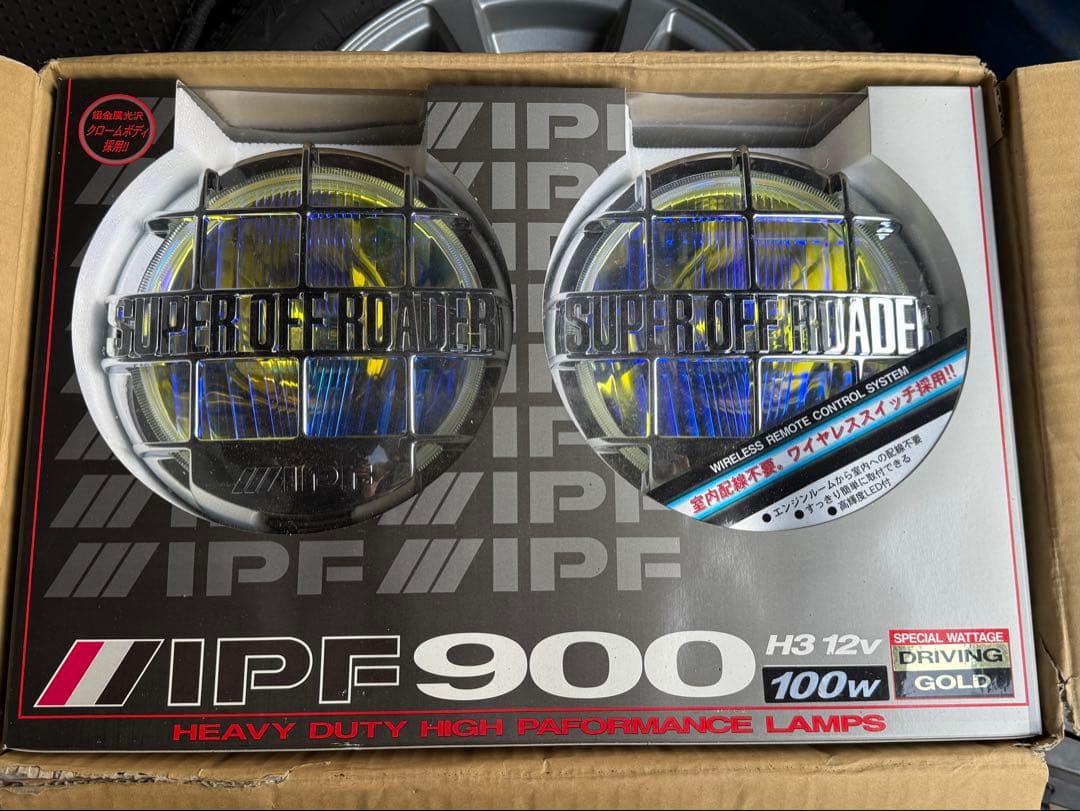 超金属光沢
クロームボディ
採用!!
IPF
IPF
SUPER OFF ROADER
SUPER OFF ROADER
IPF
WIRELESS REMOTE CONTROL SYSTEM
室内配線不要。ワイヤレススイッチ採用!!
●エンジンルームから室内への配線不要
●すっきり簡単に取付できる
●高輝度LED付
IPF IPF
IPF 900
H3 12v
100w
SPECIAL WATTAGE
DRIVING
GOLD
HEAVY DUTY HIGH PAFORMANCE LAMPS